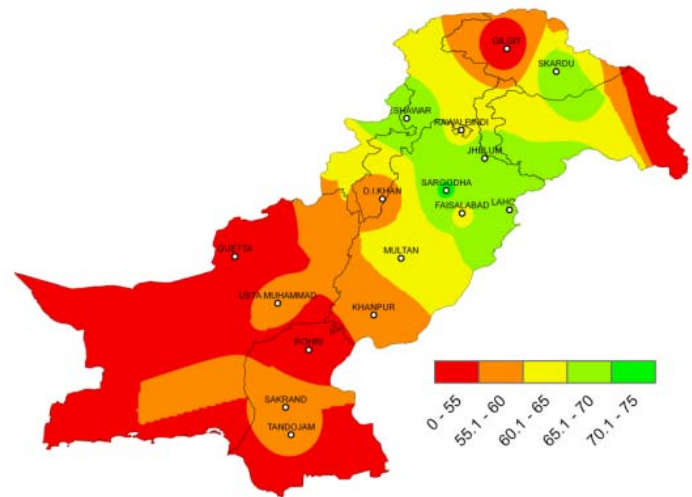 GILGIT
SKARDU
ESHAWAR
RAWALPINDI
JHELUM
SARGODHA
D.I.KHAN
FAISALABAD
LAHO
QUETTA
MULTAN
USTA MUHAMMAD
KHANPUR
ROHRI
SAKRAND
TANDOJAM
0 - 55
55.1 - 60
60.1 - 65
65.1 - 70
70.1 - 75